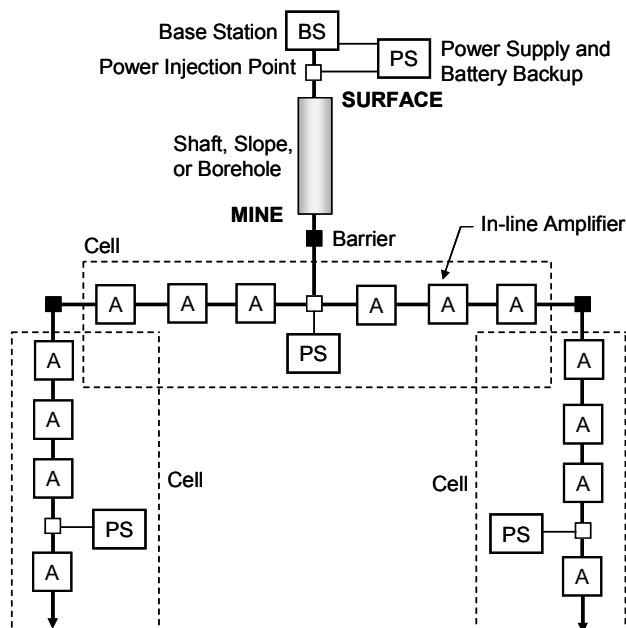 Base Station
BS
Power Injection Point
PS
Power Supply and
Battery Backup
SURFACE
Shaft, Slope,
or Borehole
MINE
Barrier
In-line Amplifier
Cell
A
A
A
A
A
A
PS
A
A
A
PS
A
Cell
Cell
A
A
A
PS
A